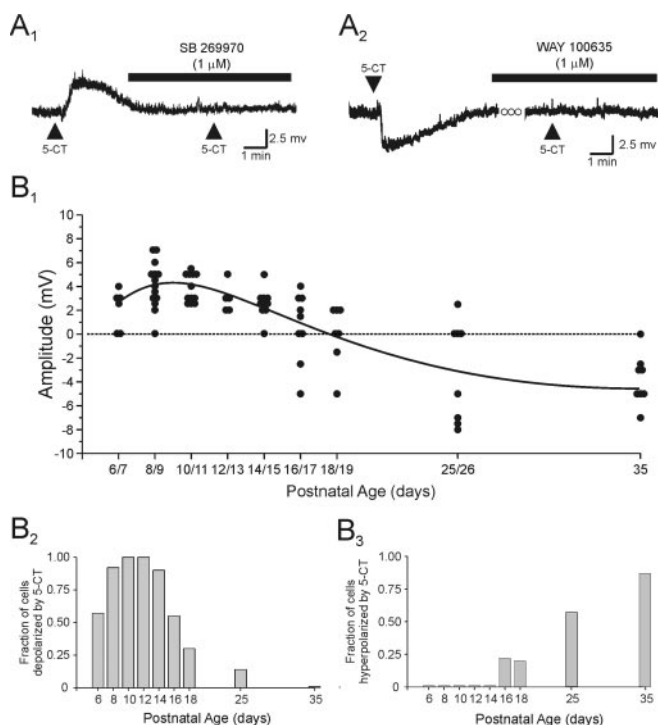 A1
SB 269970
(1 μM)
5-CT
5-CT
2.5 mv
1 min
A2
WAY 100635
(1 μM)
5-CT
5-CT
2.5 mv
1 min
B1
Amplitude (mV)
10
8
6
4
2
0
-2
-4
-6
-8
-10
6/7 8/9 10/11 12/13 14/15 16/17 18/19 25/26 35
Postnatal Age (days)
B2
Fraction of cells
depolarized by 5-CT
1.00
0.75
0.50
0.25
0
6 8 10 12 14 16 18 25 35
Postnatal Age (days)
B3
Fraction of cells
hyperpolarized by 5-CT
1.00
0.75
0.50
0.25
0
6 8 10 12 14 16 18 25 35
Postnatal Age (days)